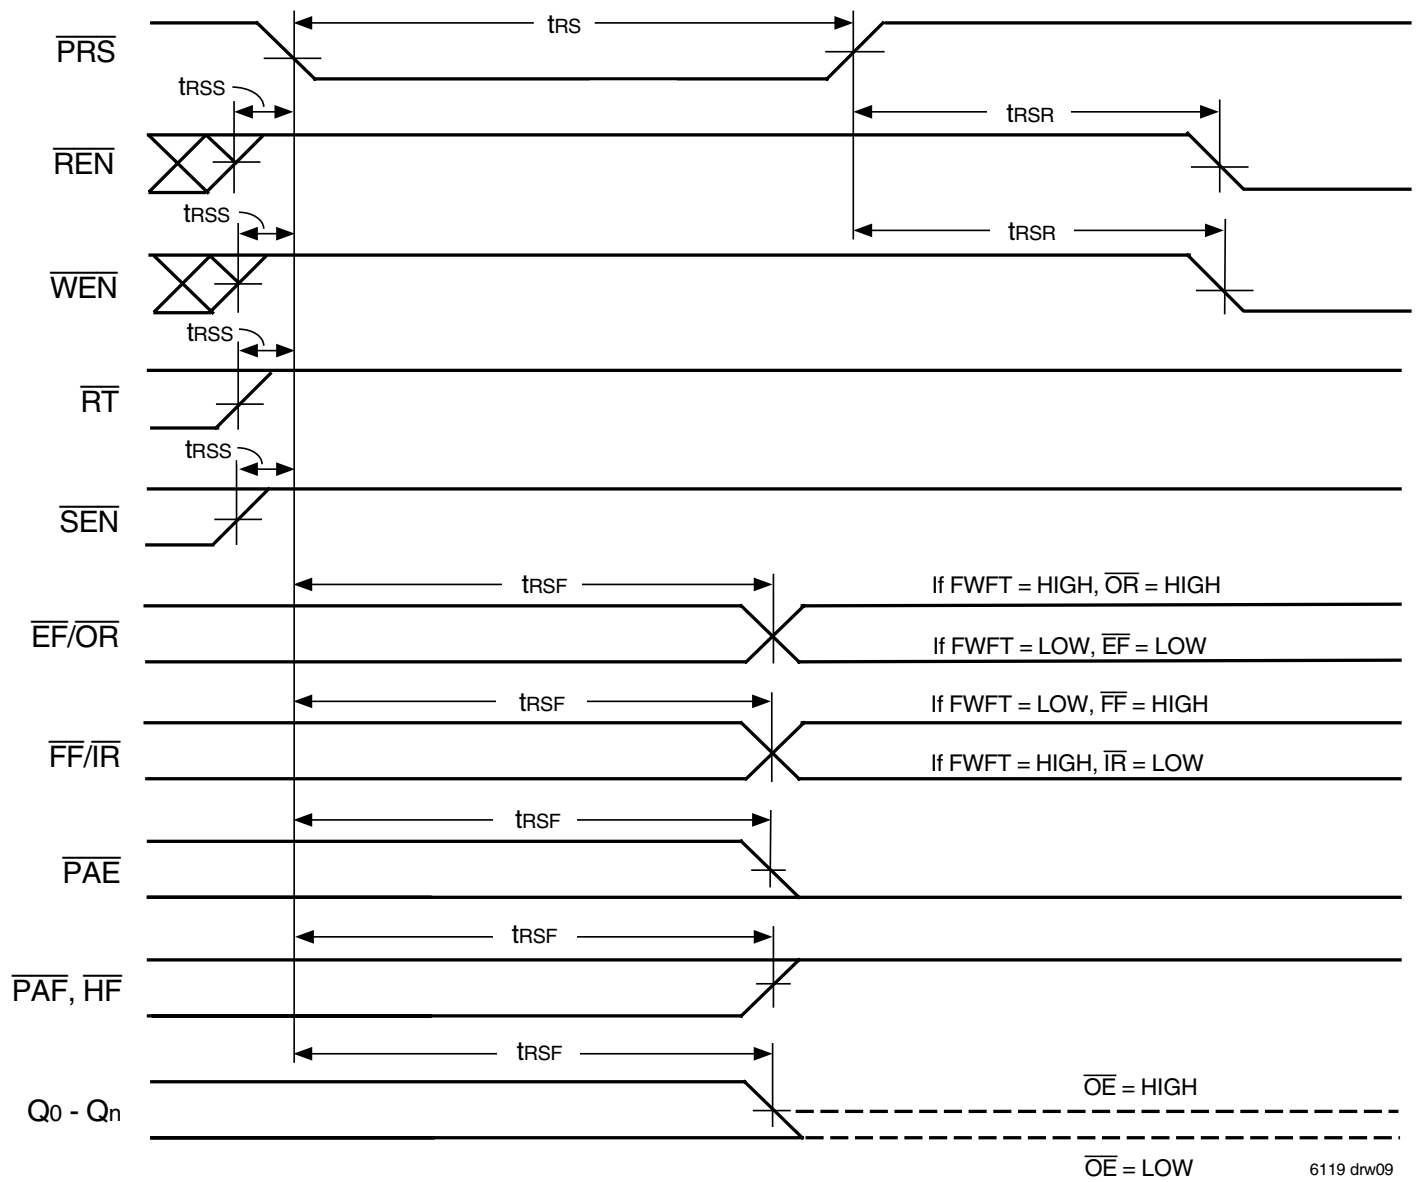 tRS
PRS
tRSS
tRSR
REN
tRSS
tRSR
WEN
tRSS
RT
tRSS
SEN
tRSF
If FWFT = HIGH, OR = HIGH
EF/OR
If FWFT = LOW, EF = LOW
tRSF
If FWFT = LOW, FF = HIGH
FF/IR
If FWFT = HIGH, IR = LOW
tRSF
PAE
tRSF
PAF, HF
tRSF
OE = HIGH
Q0 - Qn
OE = LOW
6119 drw09